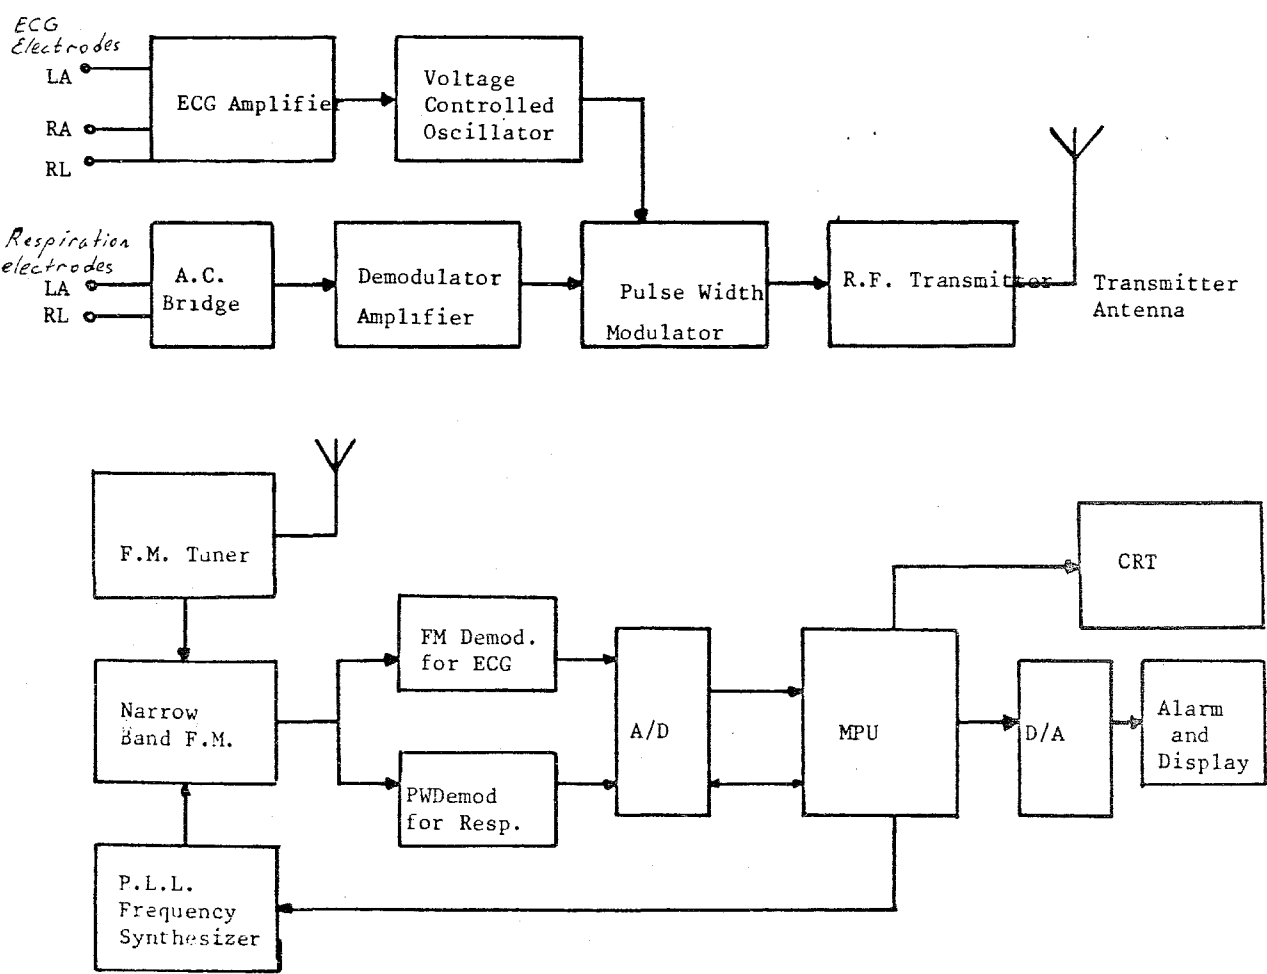 ECG
Electrodes
LA
RA
RL
ECG Amplifier
Voltage
Controlled
Oscillator
Respiration
electrodes
LA
RL
A.C.
Bridge
Demodulator
Amplifier
Pulse Width
Modulator
R.F. Transmitter
Transmitter
Antenna
F.M. Tuner
Narrow
Band F.M.
P.L.L.
Frequency
Synthesizer
FM Demod.
for ECG
PWDemod
for Resp.
A/D
MPU
CRT
D/A
Alarm
and
Display